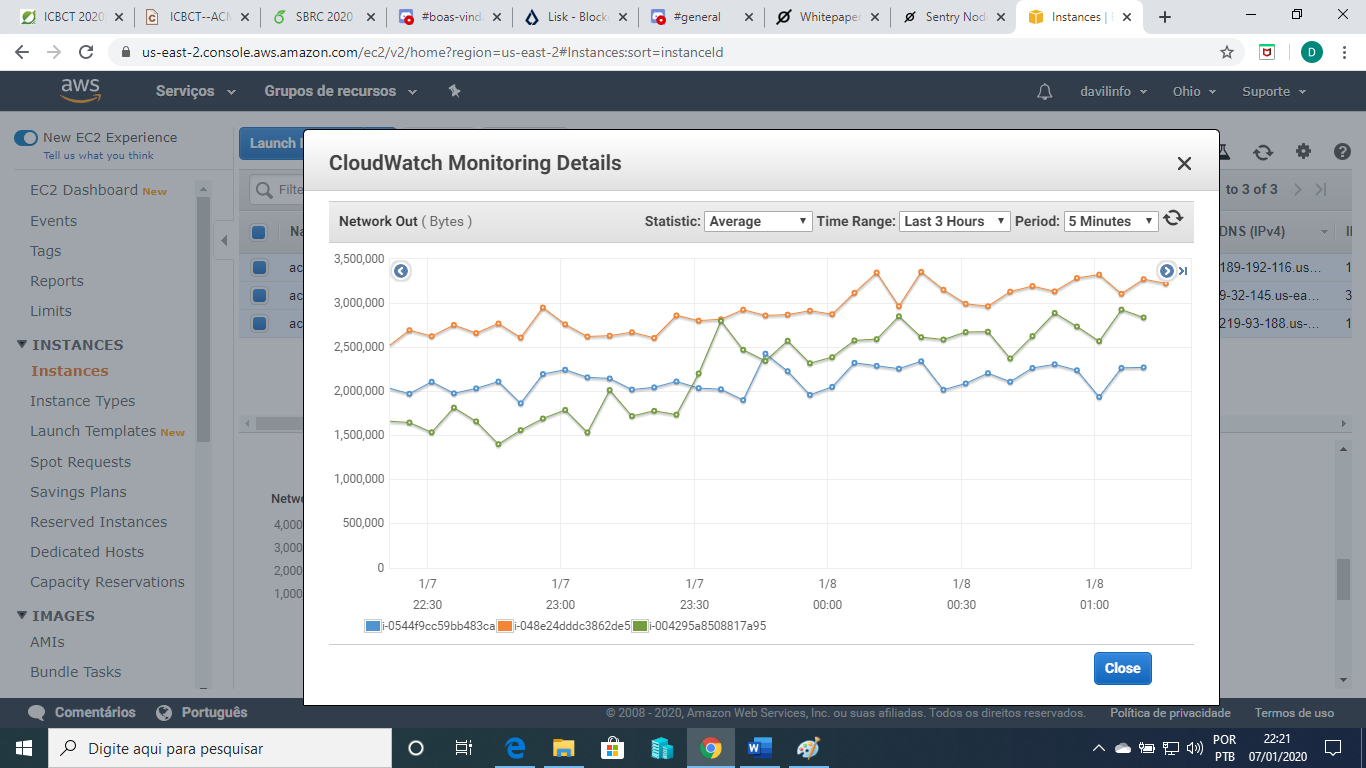 ICBCT 2020
ICBCT--ACM
SBRC 2020
#boas-vind
Lisk - Block
#general
Whitepaper
Sentry Node
Instances | E
us-east-2.console.aws.amazon.com/ec2/v2/home?region=us-east-2#Instances:sort=instanceId
D
aws
Serviços
Grupos de recursos
davilinfo
Ohio
Suporte
New EC2 Experience
Tell us what you think
EC2 Dashboard New
Events
Tags
Reports
Limits
INSTANCES
Instances
Instance Types
Launch Templates New
Spot Requests
Savings Plans
Reserved Instances
Dedicated Hosts
Capacity Reservations
IMAGES
AMIs
Bundle Tasks
Launch I
Filte
to 3 of 3
Na
DNS (IPv4)
ac
189-192-116.us...
1
ac
9-32-145.us-ea...
3
ac
219-93-188.us-...
1
Netwo
4,000
3,000
2,000
1,000
CloudWatch Monitoring Details
Network Out ( Bytes )
Statistic: Average
Time Range: Last 3 Hours
Period: 5 Minutes
3,500,000
3,000,000
2,500,000
2,000,000
1,500,000
1,000,000
500,000
0
1/7 1/7 1/7 1/8 1/8 1/8
22:30 23:00 23:30 00:00 00:30 01:00
i-0544f9cc59bb483ca i-048e24dddc3862de5 i-004295a8508817a95
Close
Comentários
Português
© 2008 - 2020, Amazon Web Services, Inc. ou suas afiliadas. Todos os direitos reservados.
Política de privacidade
Termos de uso
Digite aqui para pesquisar
POR
PTB
22:21
07/01/2020